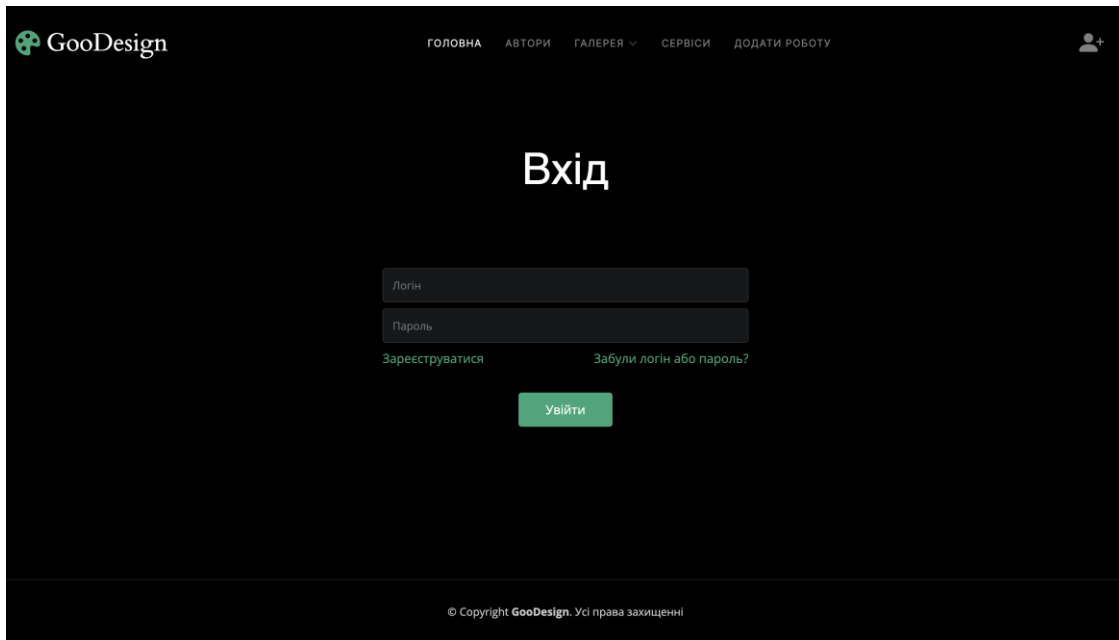 GooDesign
ГОЛОВНА АВТОРИ ГАЛЕРЕЯ СЕРВІСИ ДОДАТИ РОБОТУ
Вхід
Логін
Пароль
Зареєструватися Забули логін або пароль?
Увійти
© Copyright GooDesign. Усі права захищенні